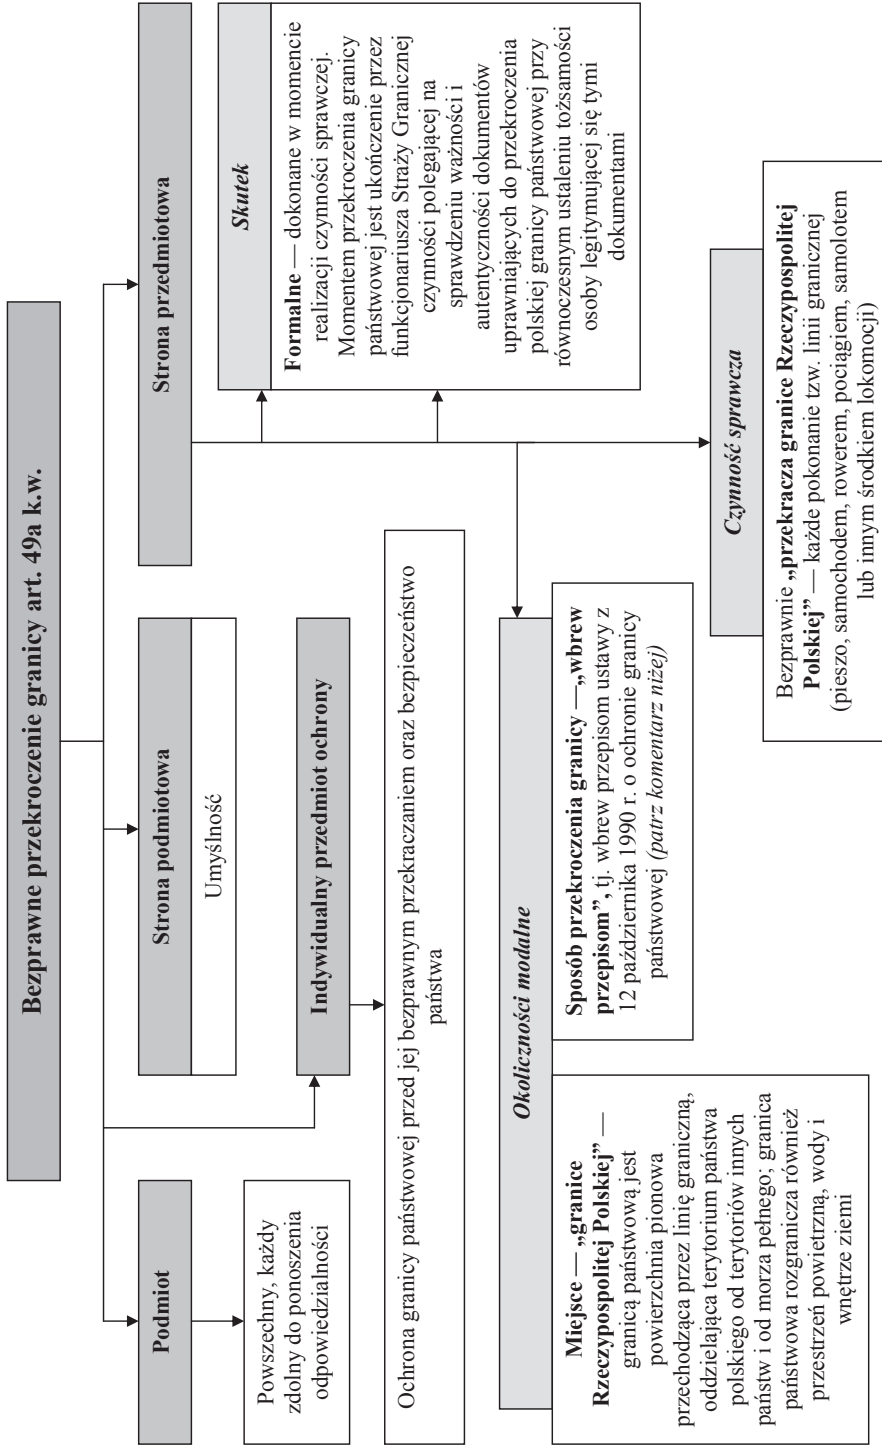 Bezprawne przekroczenie granicy art. 49a k.w.
Podmiot
Powszechny, każdy
zdolny do ponoszenia
odpowiedzialności
Strona podmiotowa
Umyślność
Indywidualny przedmiot ochrony
Ochrona granicy państwowej przed jej bezprawnym przekraczaniem oraz bezpieczeństwo
państwa
Strona przedmiotowa
Skutek
Formalne — dokonane w momencie
realizacji czynności sprawczej.
Momentem przekroczenia granicy
państwowej jest ukończenie przez
funkcjonariusza Straży Granicznej
czynności polegającej na
sprawdzeniu ważności i
autentyczności dokumentów
uprawniających do przekroczenia
polskiej granicy państwowej przy
równoczesnym ustaleniu tożsamości
osoby legitymującej się tymi
dokumentami
Okoliczności modalne
Miejsce — „granice
Rzeczypospolitej Polskiej” —
granicą państwową jest
powierzchnia pionowa
przechodząca przez linię graniczną,
oddzielająca terytorium państwa
polskiego od terytoriów innych
państw i od morza pełnego; granica
państwowa rozgranicza również
przestrzeń powietrzną, wody i
wnętrze ziemi
Sposób przekroczenia granicy —„wbrew
przepisom”, tj. wbrew przepisom ustawy z
12 października 1990 r. o ochronie granicy
państwowej (patrz komentarz niżej)
Czynność sprawcza
Bezprawnie „przekracza granice Rzeczypospolitej
Polskiej” — każde pokonanie tzw. linii granicznej
(pieszo, samochodem, rowerem, pociągiem, samolotem
lub innym środkiem lokomocji)